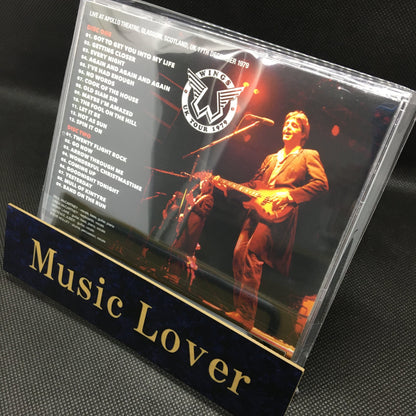 LIVE AT APOLLO THEATRE, GLASGOW, SCOTLAND, UK 17TH DECEMBER 1979
DISC ONE
01. GOT TO GET YOU INTO MY LIFE
02. GETTING CLOSER
03. EVERY NIGHT
04. AGAIN AND AGAIN AND AGAIN
05. I'VE HAD ENOUGH
06. NO WORDS
07. COOK OF THE HOUSE
08. OLD SIAM SIR
09. MAYBE I'M AMAZED
10. THE FOOL ON THE HILL
11. LET IT BE
12. HOT AS SUN
13. SPIN IT ON
DISC TWO
01. TWENTY FLIGHT ROCK
02. GO NOW
03. ARROW THROUGH ME
04. WONDERFUL CHRISTMASTIME
05. COMING UP
06. GOODNIGHT TONIGHT
07. YESTERDAY
08. MULL OF KINTYRE
09. BAND ON THE RUN
WINGS
W
UK TOUR 1979
Music Lover